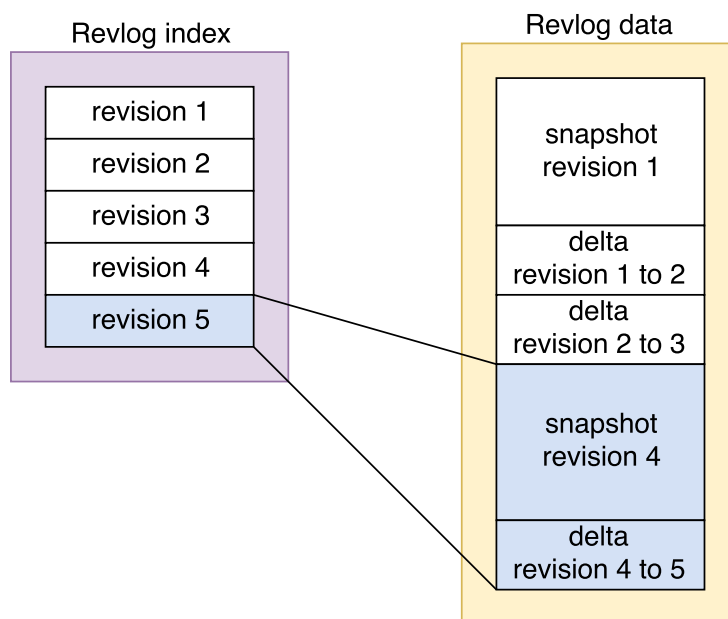 Revlog index
revision 1
revision 2
revision 3
revision 4
revision 5
Revlog data
snapshot
revision 1
delta
revision 1 to 2
delta
revision 2 to 3
snapshot
revision 4
delta
revision 4 to 5